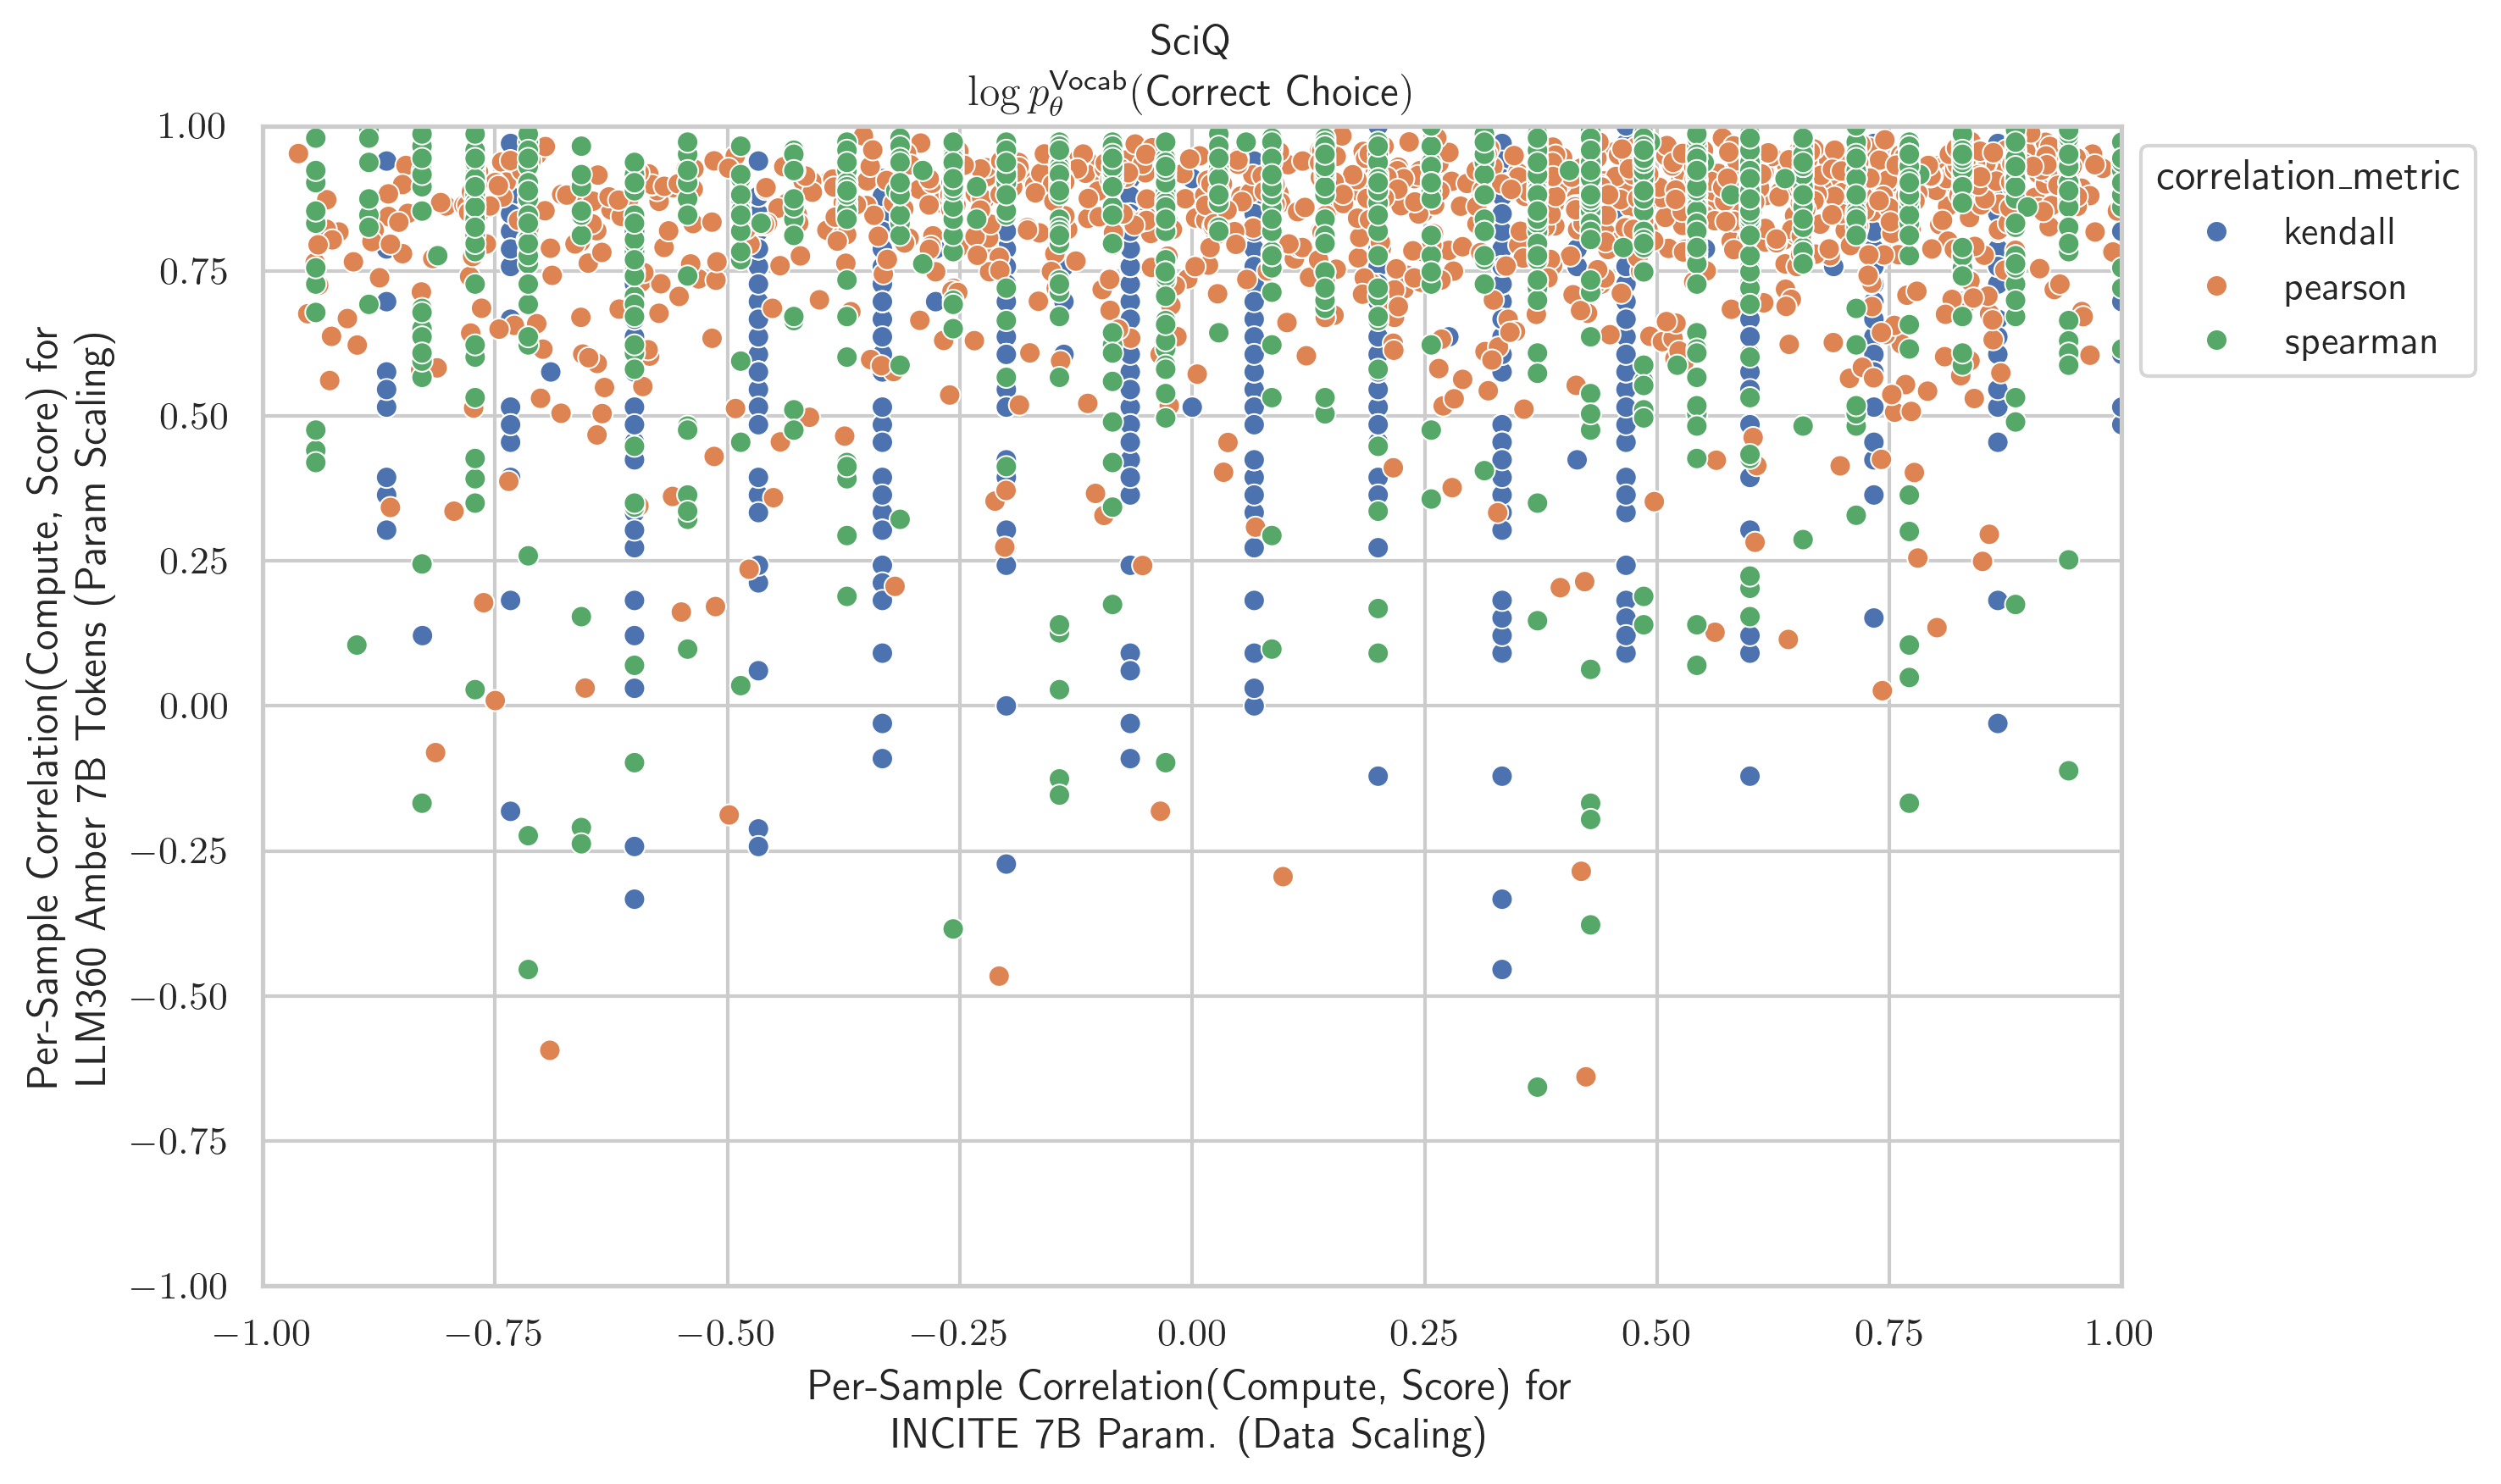 SciQ
log p_θ^Vocab(Correct Choice)
Per-Sample Correlation(Compute, Score) for
LLM360 Amber 7B Tokens (Param Scaling)
1.00
0.75
0.50
0.25
0.00
−0.25
−0.50
−0.75
−1.00
−1.00 −0.75 −0.50 −0.25 0.00 0.25 0.50 0.75 1.00
Per-Sample Correlation(Compute, Score) for
INCITE 7B Param. (Data Scaling)
correlation_metric
kendall
pearson
spearman